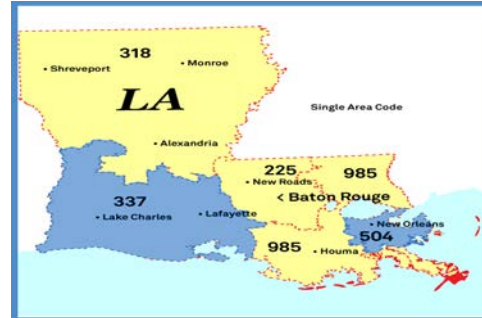 318
• Shreveport
• Monroe
LA
Single Area Code
• Alexandria
225
985
• New Roads
337
< Baton Rouge
• Lake Charles
• Lafayette
• New Orleans
504
985
• Houma